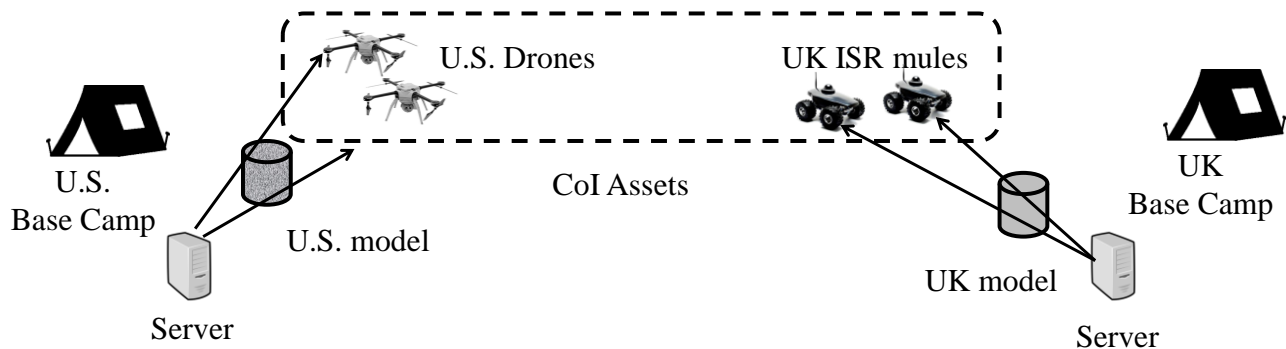 U.S. Drones
UK ISR mules
CoI Assets
U.S.
Base Camp
UK
Base Camp
U.S. model
UK model
Server
Server